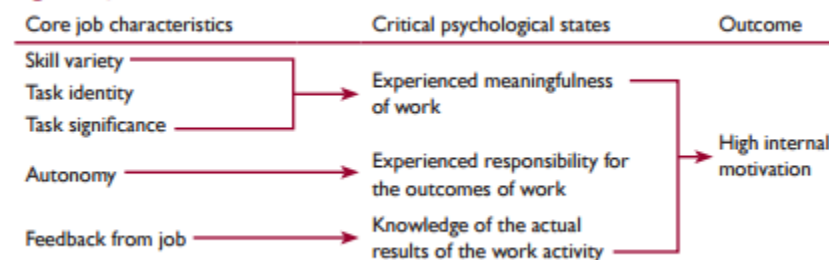 Core job characteristics Critical psychological states Outcome
Skill variety
Task identity
Task significance
Experienced meaningfulness
of work
Autonomy
Experienced responsibility for
the outcomes of work
Feedback from job
Knowledge of the actual
results of the work activity
High internal
motivation